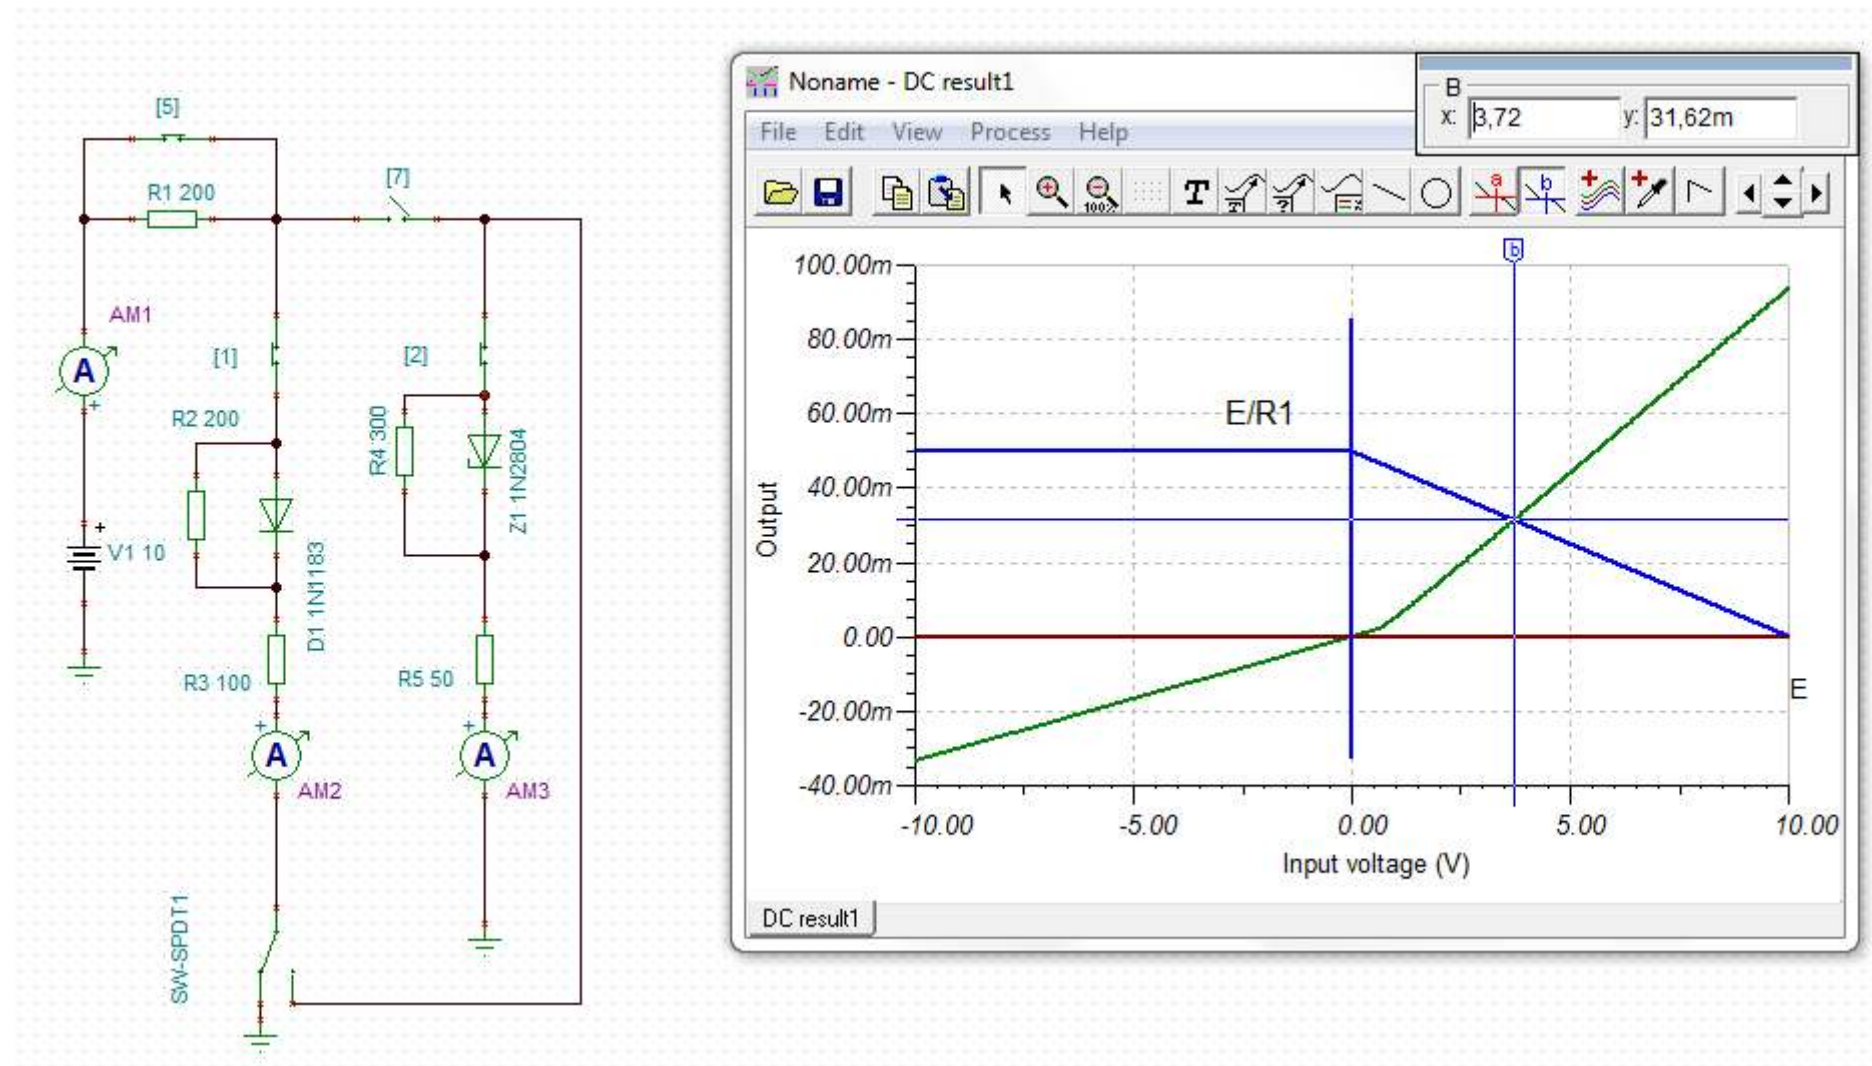 [5]
R1 200
[7]
AM1
[1]
[2]
R2 200
R4 300
Z1 1N2804
+
A
+
V1 10
D1 1N1183
R3 100
R5 50
+
A
AM2
+
A
AM3
SW-SPDT1
Noname - DC result1
B
x: 3,72
y: 31,62m
File Edit View Process Help
T
100%
T
?
a
b
b
100.00m
80.00m
60.00m
40.00m
20.00m
0.00
-20.00m
-40.00m
Output
E/R1
E
-10.00 -5.00 0.00 5.00 10.00
Input voltage (V)
DC result1